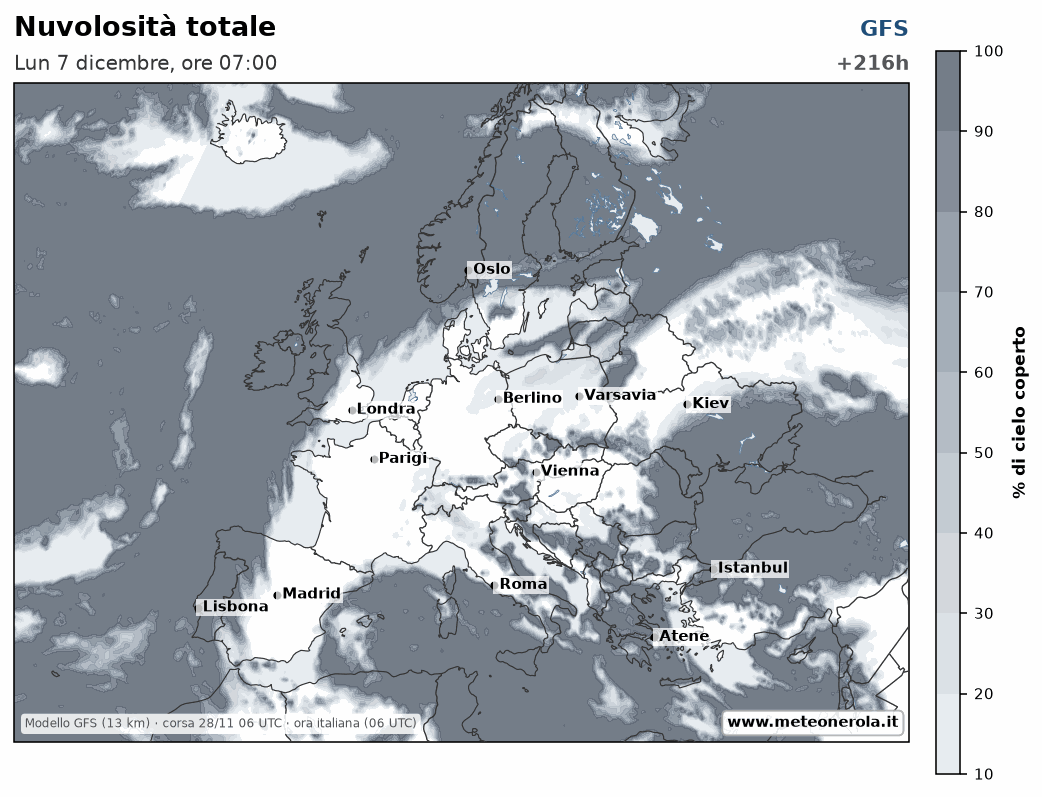 Nuvolosità totale
GFS
Lun 7 dicembre, ore 07:00
+216h
100
90
80
70
60
50
40
30
20
10
% di cielo coperto
Oslo
Berlino
Varsavia
Kiev
Londra
Parigi
Vienna
Istanbul
Roma
Madrid
Lisbona
Atene
Modello GFS (13 km) · corsa 28/11 06 UTC · ora italiana (06 UTC)
www.meteonerola.it